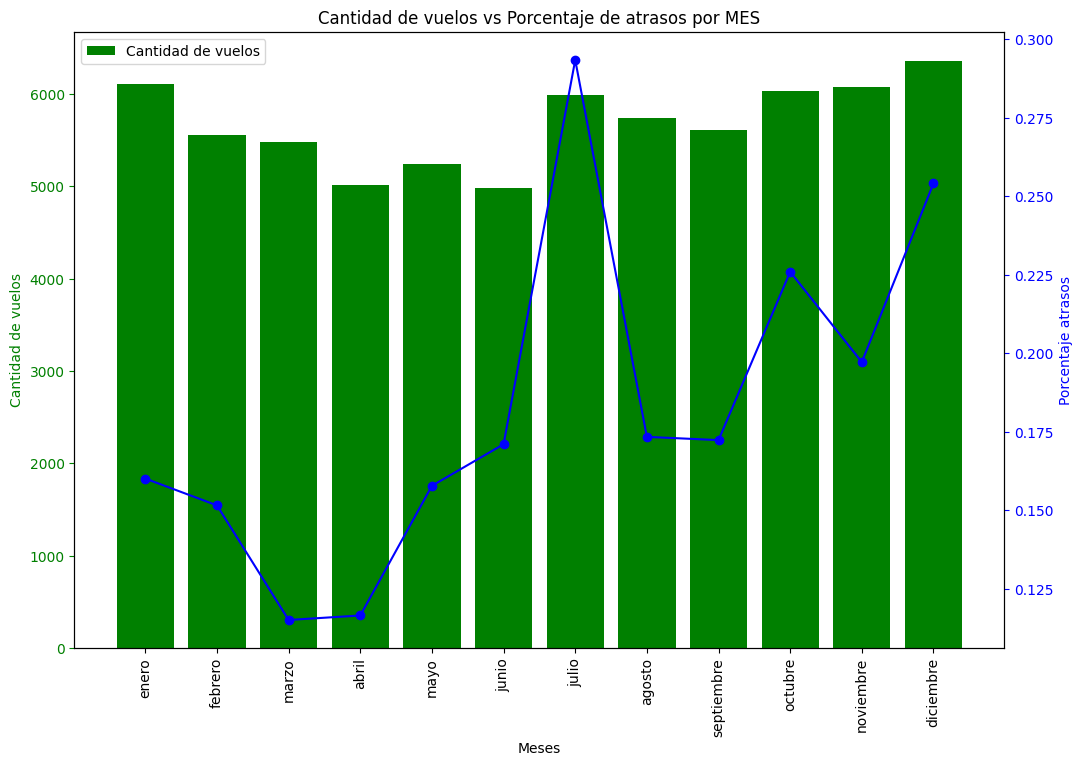 Cantidad de vuelos vs Porcentaje de atrasos por MES
Cantidad de vuelos
Cantidad de vuelos
6000
5000
4000
3000
2000
1000
0
0.300
0.275
0.250
0.225
0.200
0.175
0.150
0.125
Porcentaje atrasos
enero
febrero
marzo
abril
mayo
junio
julio
agosto
septiembre
octubre
noviembre
diciembre
Meses